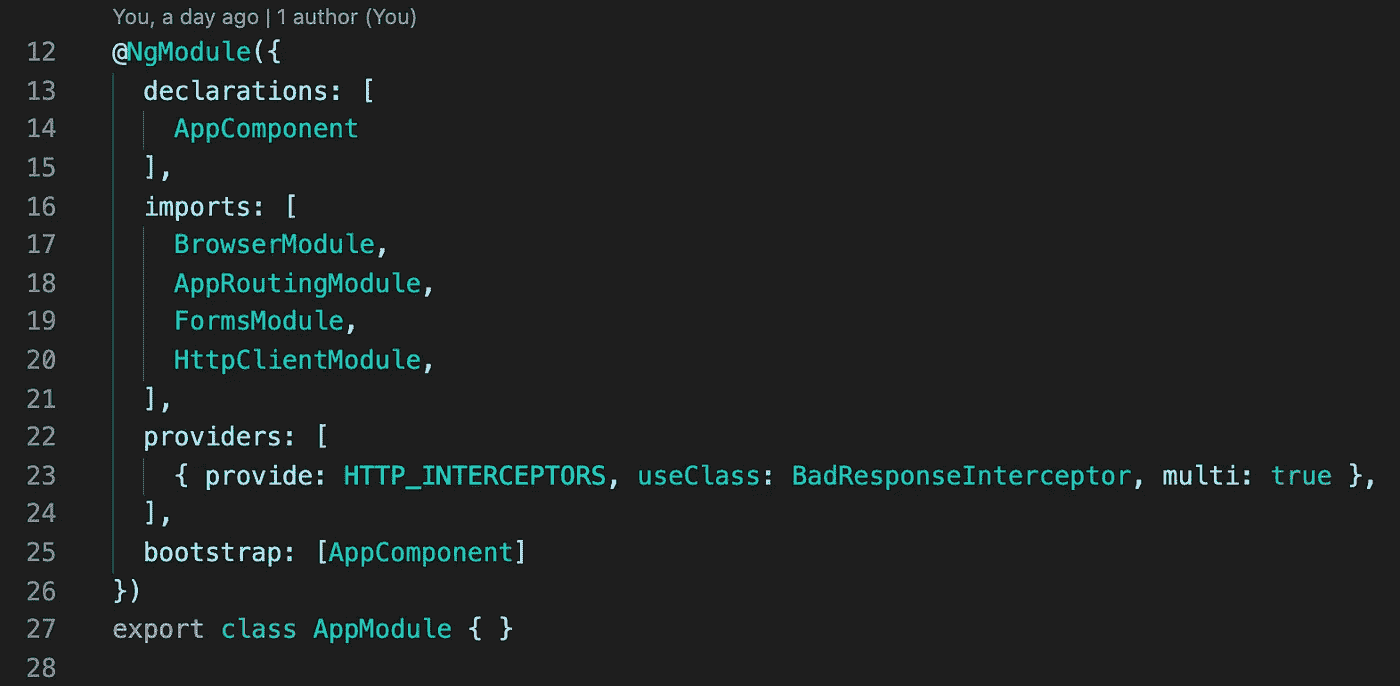 You, a day ago | 1 author (You)
12 @NgModule({
13   declarations: [
14     AppComponent
15   ],
16   imports: [
17     BrowserModule,
18     AppRoutingModule,
19     FormsModule,
20     HttpClientModule,
21   ],
22   providers: [
23     { provide: HTTP_INTERCEPTORS, useClass: BadResponseInterceptor, multi: true },
24   ],
25   bootstrap: [AppComponent]
26 })
27 export class AppModule { }
28